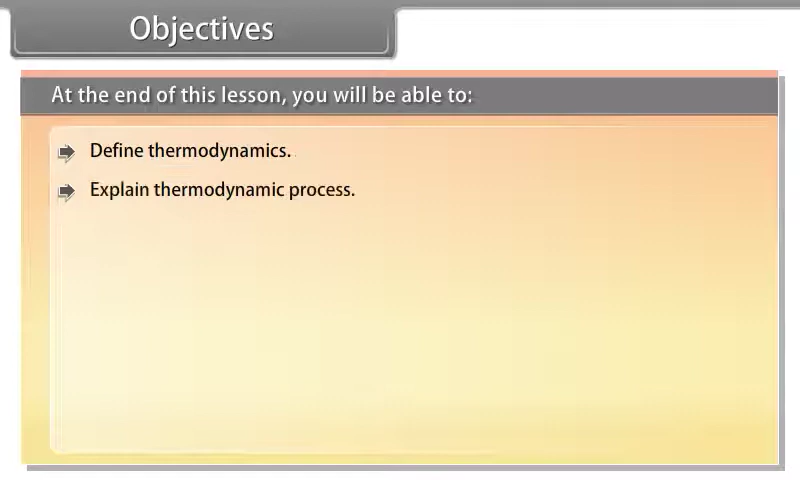 Objectives
At the end of this lesson, you will be able to:
Define thermodynamics.
Explain thermodynamic process.